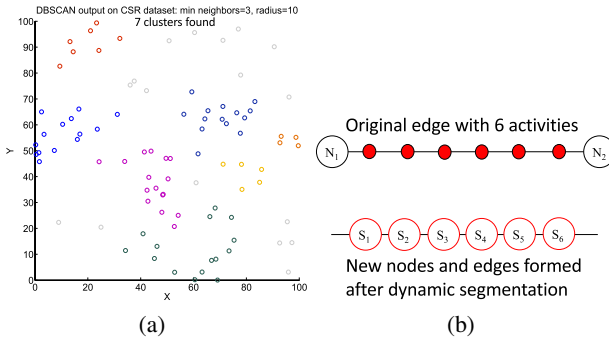 DBSCAN output on CSR dataset: min neighbors=3, radius=10
7 clusters found
100
90
80
70
60
50
40
30
20
10
0
Y
0 20 40 60 80 100
X
(a)
Original edge with 6 activities
N1 N2
S1 S2 S3 S4 S5 S6
New nodes and edges formed
after dynamic segmentation
(b)